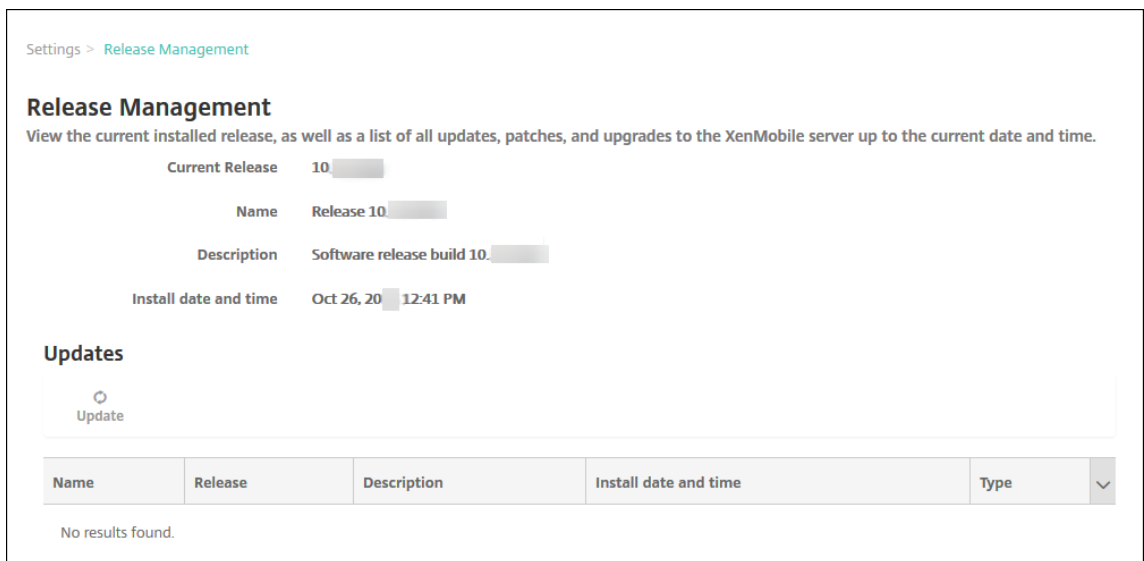 Settings > Release Management
Release Management
View the current installed release, as well as a list of all updates, patches, and upgrades to the XenMobile server up to the current date and time.
Current Release 10.
Name Release 10.
Description Software release build 10.
Install date and time Oct 26, 20 12:41 PM
Updates
Update
Name Release Description Install date and time Type
No results found.